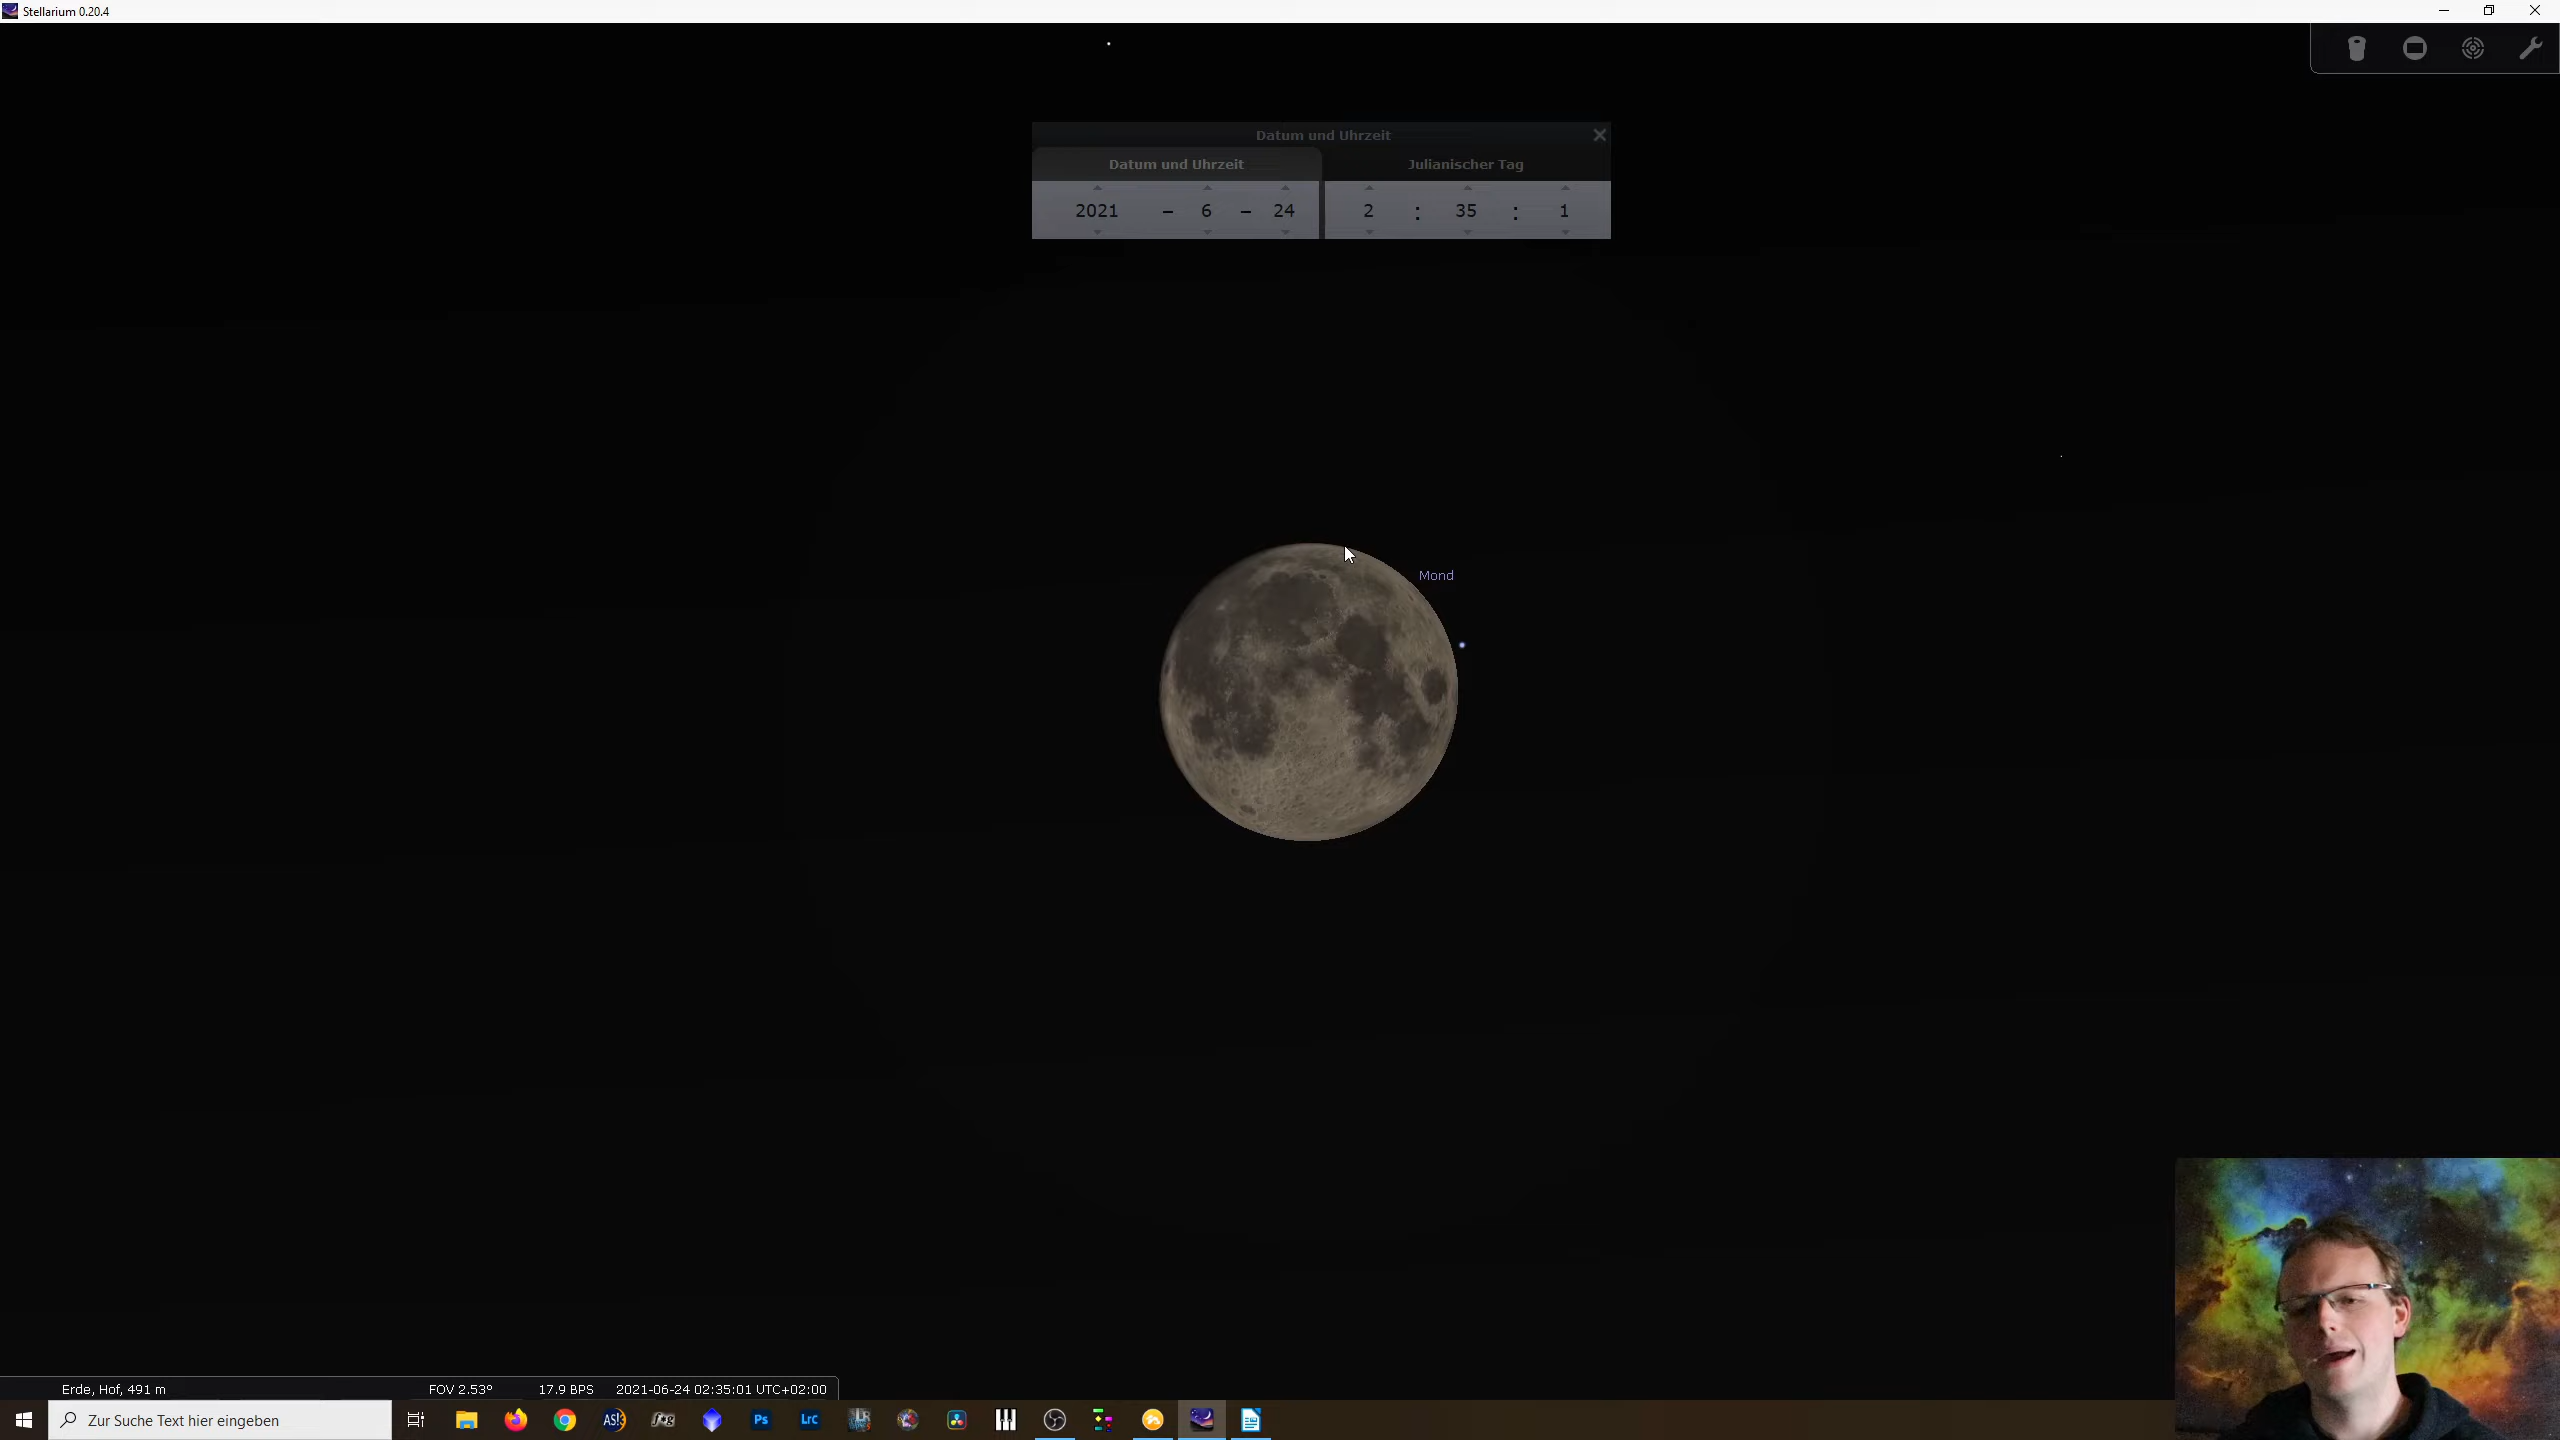 Stellarium 0.20.4
Datum und Uhrzeit
Datum und Uhrzeit
Julianischer Tag
2021 - 6 - 24
2 : 35 : 1
Mond
Erde, Hof, 491 m
FOV 2.53°
17.9 BPS
2021-06-24 02:35:01 UTC+02:00
Zur Suche Text hier eingeben
AS!
Ps
LrC